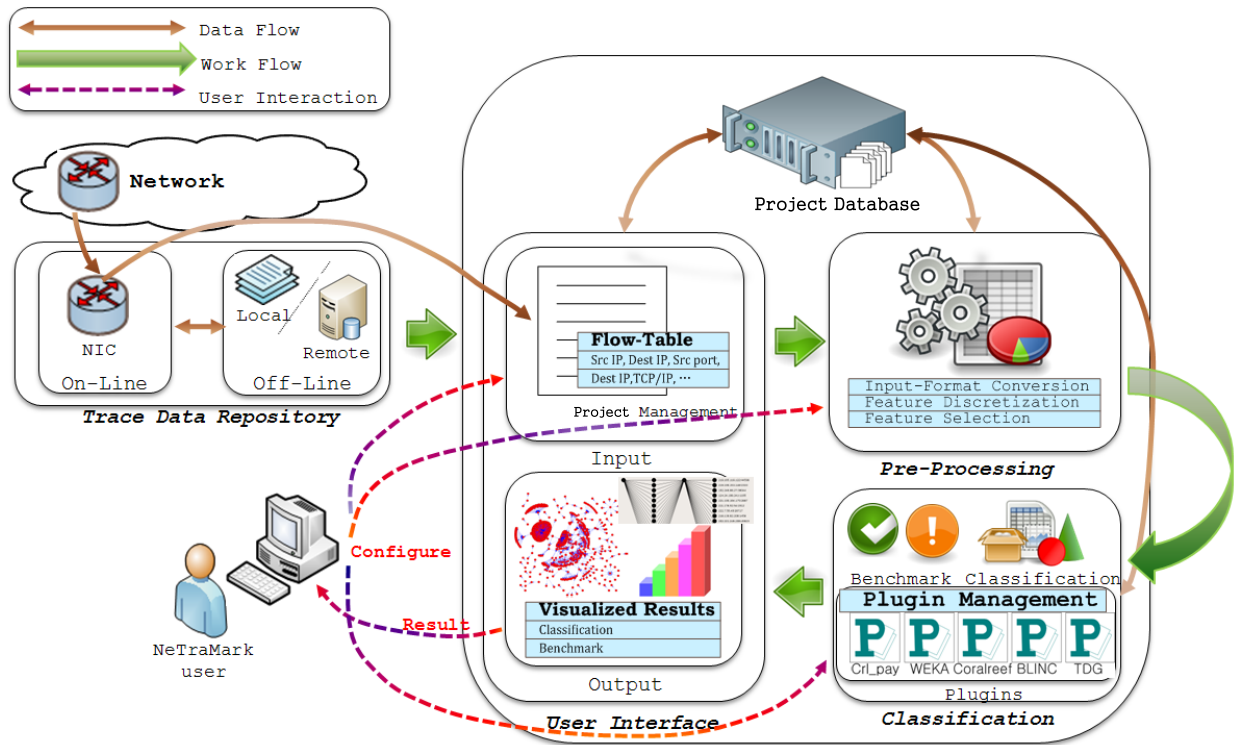 Data Flow
Work Flow
User Interaction
Network
Project Database
NIC
On-Line
Local
Remote
Off-Line
Trace Data Repository
Flow-Table
Src IP, Dest IP, Src port,
Dest IP,TCP/IP, ...
Project Management
Input
Input-Format Conversion
Feature Discretization
Feature Selection
Pre-Processing
Configure
Result
NeTraMark
user
Visualized Results
Classification
Benchmark
Output
User Interface
Benchmark Classification
Plugin Management
P P P P P
Crl_pay WEKA Coralreef BLINC TDG
Plugins
Classification